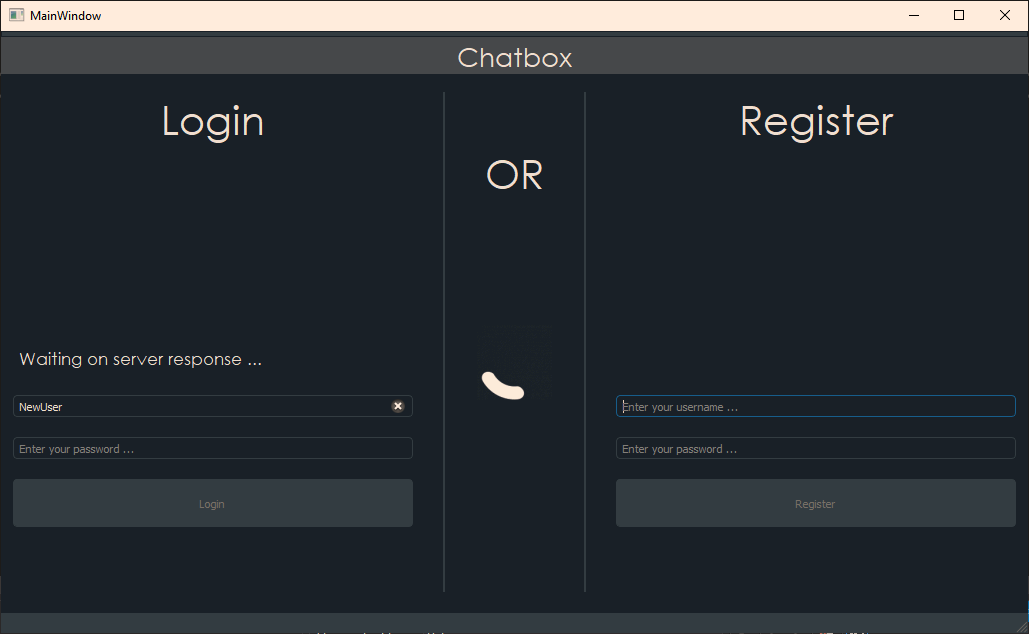 MainWindow
Chatbox
Login
OR
Register
Waiting on server response ...
NewUser
Enter your password ...
Login
Enter your username ...
Enter your password ...
Register